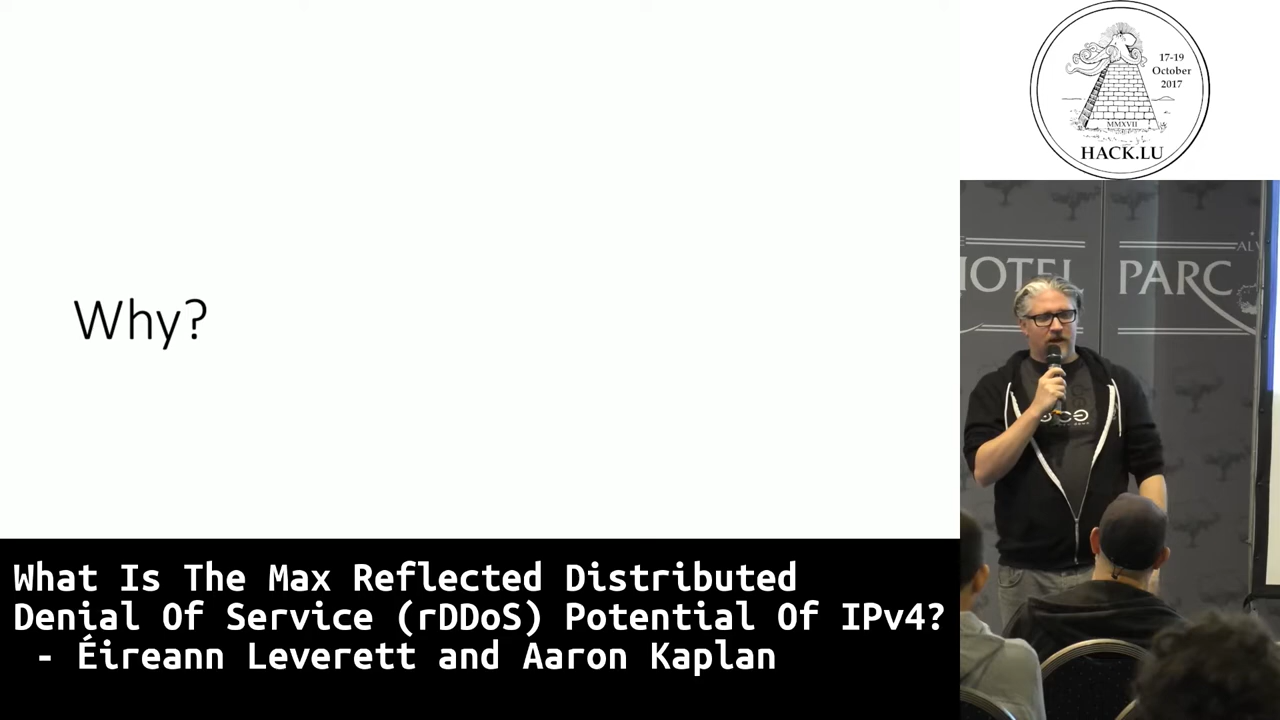 Why?
17-19
October
2017
MMXVII
HACK.LU
HOTEL PARC
What Is The Max Reflected Distributed
Denial Of Service (rDDoS) Potential Of IPv4?
- Éireann Leverett and Aaron Kaplan